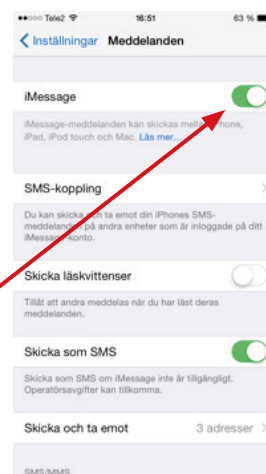 Tele2 16:51 63 %
Inställningar Meddelanden
iMessage
iMessage-meddelanden kan skickas mellan iPhone,
iPad, iPod touch och Mac. Läs mer...
SMS-koppling
Du kan skicka och ta emot din iPhones SMS-
meddelanden på andra enheter som är inloggade på ditt
iMessage-konto.
Skicka läskvittenser
Tillåt att andra meddelas när du har läst deras
meddelanden.
Skicka som SMS
Skicka som SMS om iMessage inte är tillgängligt.
Operatörsavgifter kan tillkomma.
Skicka och ta emot 3 adresser
SMS/MMS